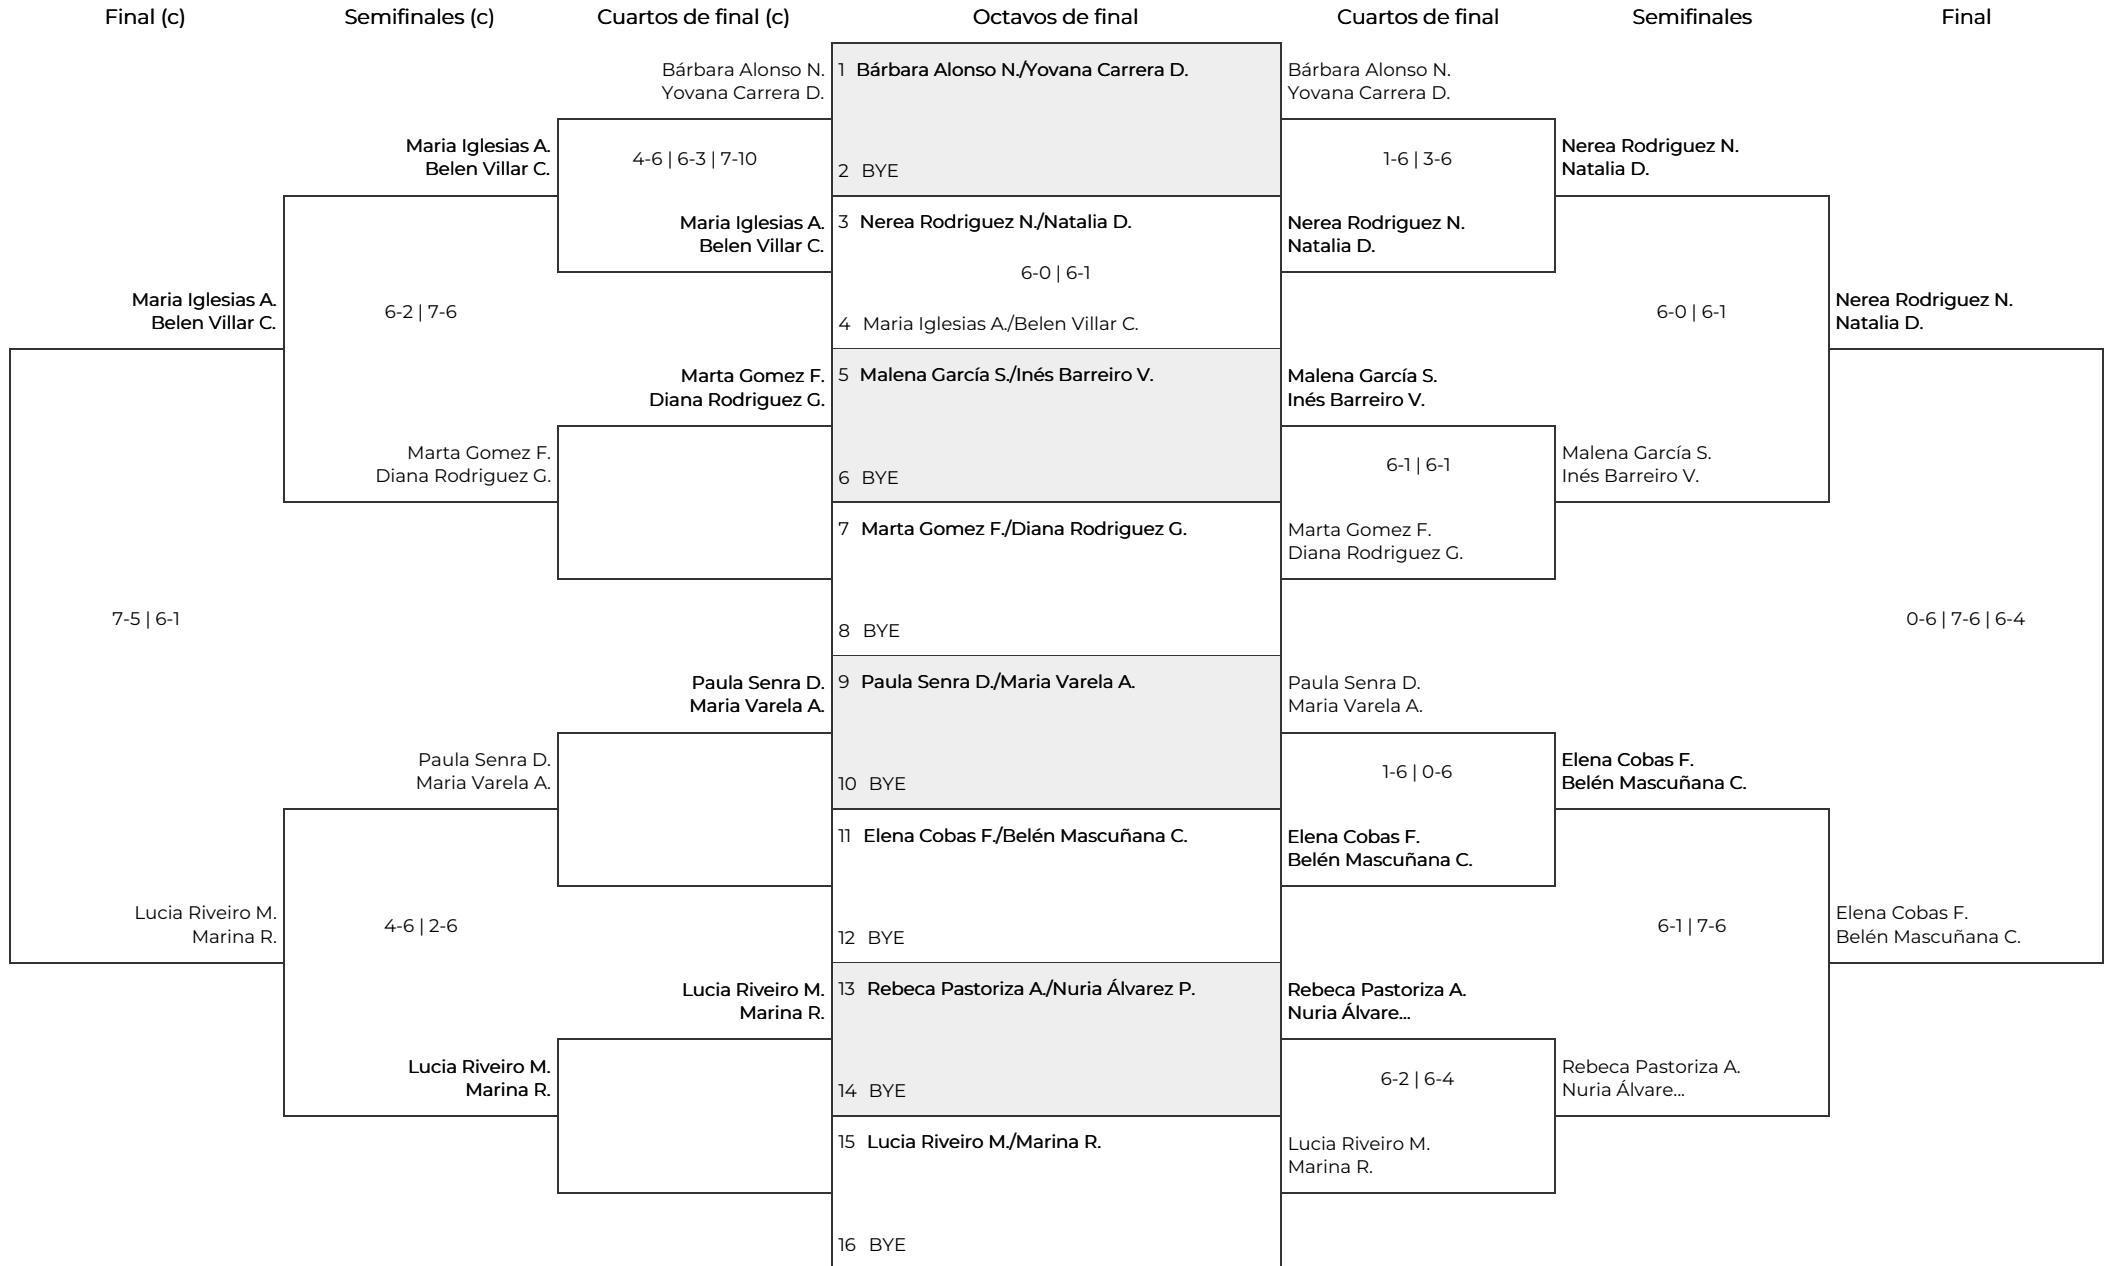 Final (c)
Semifinales (c)
Cuartos de final (c)
Octavos de final
Cuartos de final
Semifinales
Final
Maria Iglesias A.
Belen Villar C.
7-5 | 6-1
Lucia Riveiro M.
Marina R.
Maria Iglesias A.
Belen Villar C.
6-2 | 7-6
Marta Gomez F.
Diana Rodriguez G.
Paula Senra D.
Maria Varela A.
4-6 | 2-6
Lucia Riveiro M.
Marina R.
Bárbara Alonso N.
Yovana Carrera D.
4-6 | 6-3 | 7-10
Maria Iglesias A.
Belen Villar C.
Marta Gomez F.
Diana Rodriguez G.
Paula Senra D.
Maria Varela A.
Lucia Riveiro M.
Marina R.
1 Bárbara Alonso N./Yovana Carrera D.
2 BYE
3 Nerea Rodriguez N./Natalia D.
6-0 | 6-1
4 Maria Iglesias A./Belen Villar C.
5 Malena García S./Inés Barreiro V.
6 BYE
7 Marta Gomez F./Diana Rodriguez G.
8 BYE
9 Paula Senra D./Maria Varela A.
10 BYE
11 Elena Cobas F./Belén Mascuñana C.
12 BYE
13 Rebeca Pastoriza A./Nuria Álvarez P.
14 BYE
15 Lucia Riveiro M./Marina R.
16 BYE
Bárbara Alonso N.
Yovana Carrera D.
1-6 | 3-6
Nerea Rodriguez N.
Natalia D.
Malena García S.
Inés Barreiro V.
6-1 | 6-1
Marta Gomez F.
Diana Rodriguez G.
Paula Senra D.
Maria Varela A.
1-6 | 0-6
Elena Cobas F.
Belén Mascuñana C.
Rebeca Pastoriza A.
Nuria Álvare...
6-2 | 6-4
Lucia Riveiro M.
Marina R.
Nerea Rodriguez N.
Natalia D.
6-0 | 6-1
Malena García S.
Inés Barreiro V.
Elena Cobas F.
Belén Mascuñana C.
6-1 | 7-6
Rebeca Pastoriza A.
Nuria Álvare...
Nerea Rodriguez N.
Natalia D.
0-6 | 7-6 | 6-4
Elena Cobas F.
Belén Mascuñana C.